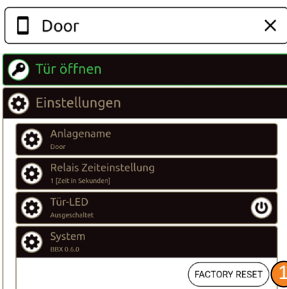 Door
Tür öffnen
Einstellungen
Anlagename
Door
Relais Zeiteinstellung
1 [Zeit in Sekunden]
Tür-LED
Ausgeschaltet
System
BBX 0.6.0
FACTORY RESET
1